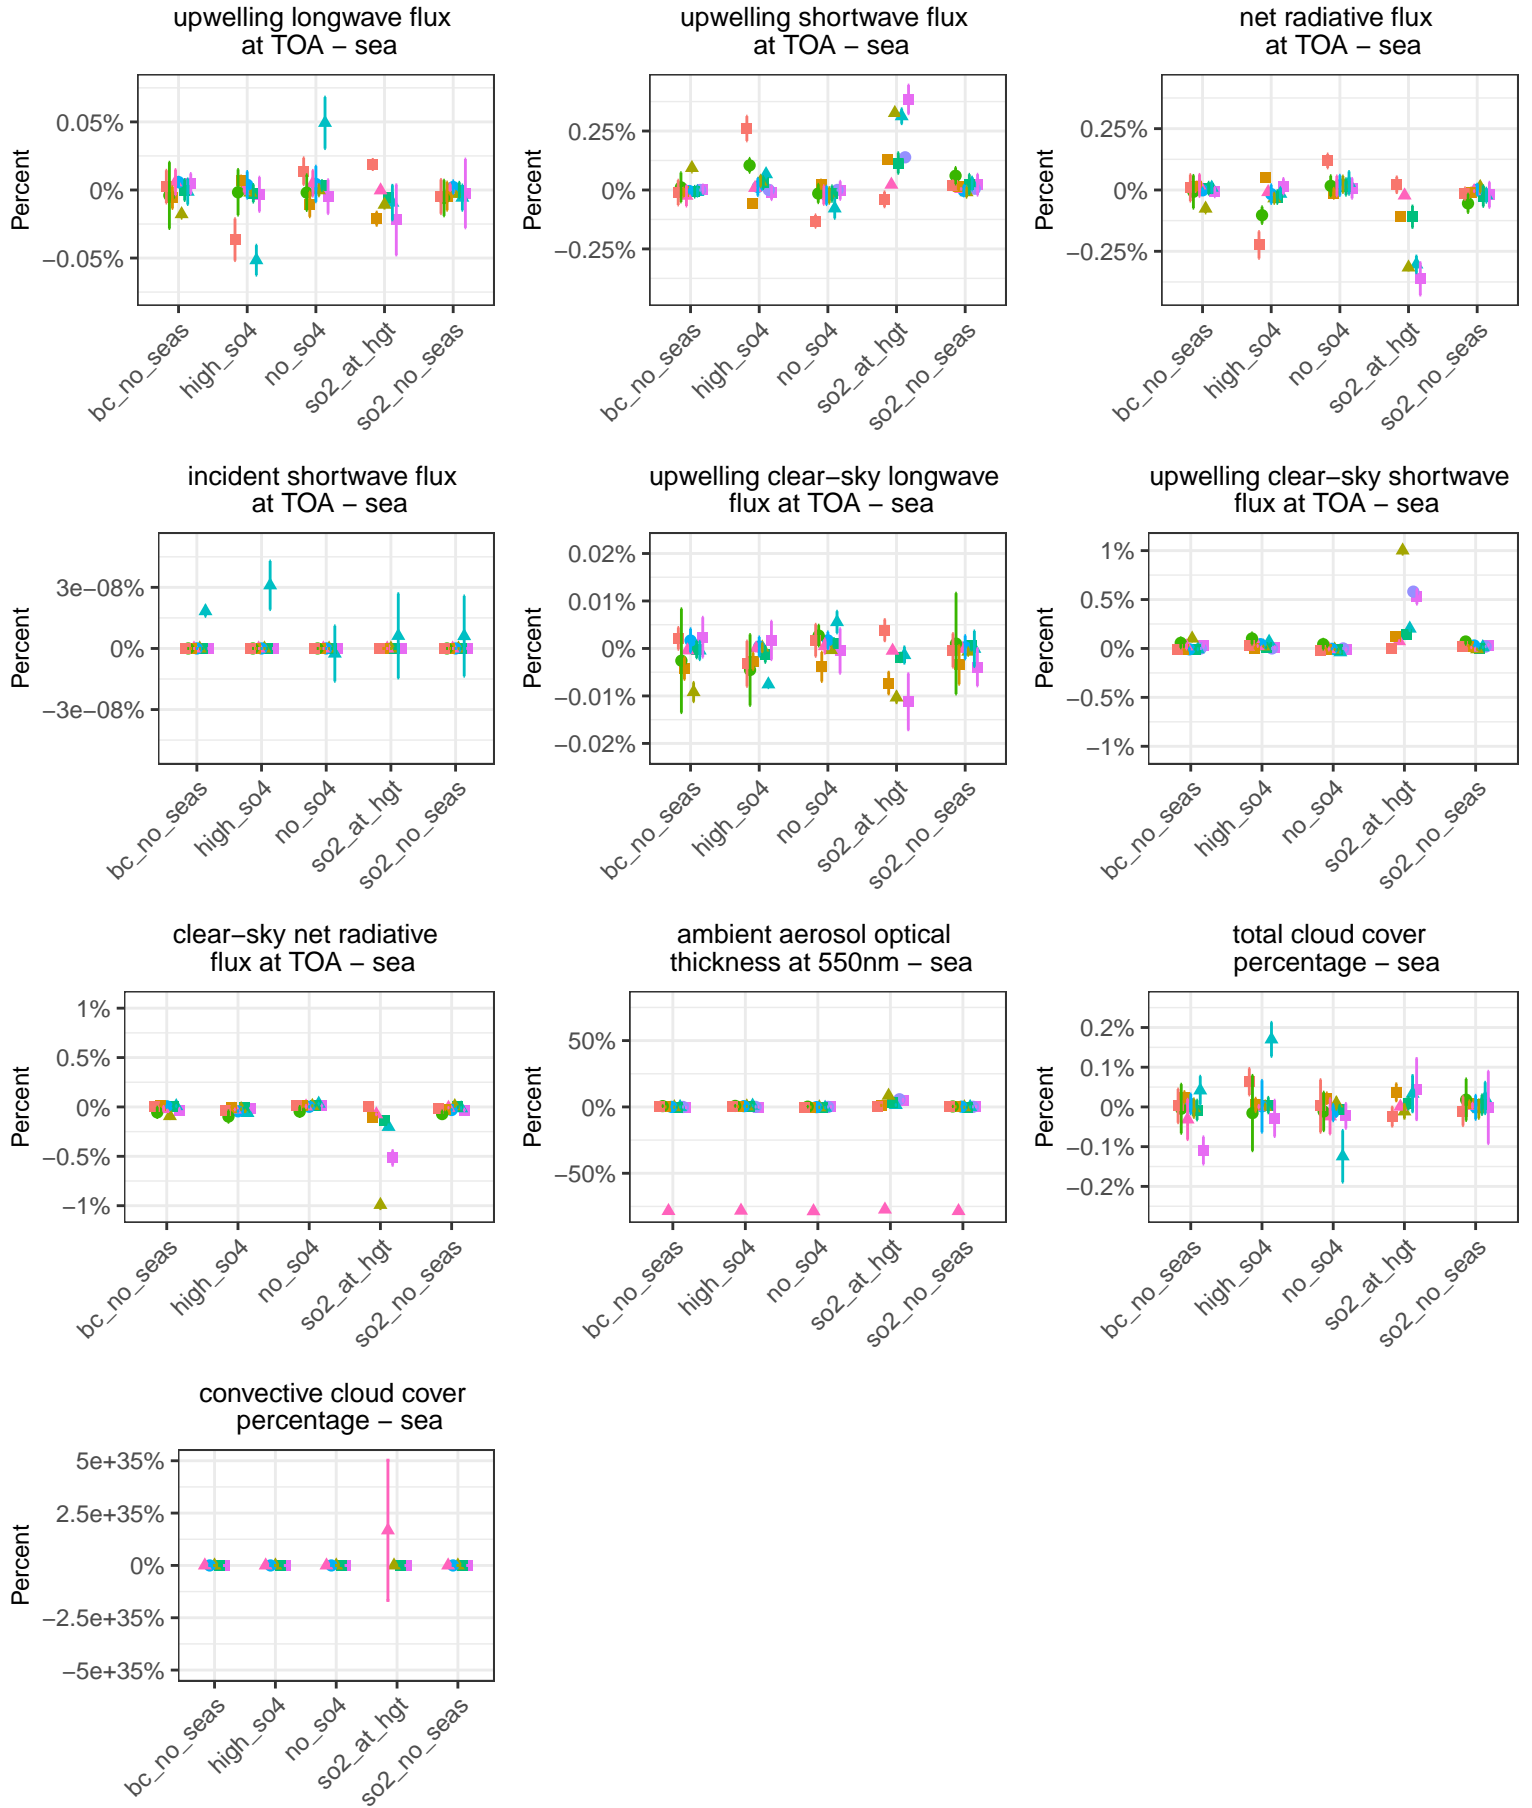 upwelling longwave flux
at TOA − sea
Percent
0.05%
0%
−0.05%
bc_no_seas
high_so4
no_so4
so2_at_hgt
so2_no_seas
upwelling shortwave flux
at TOA − sea
Percent
0.25%
0%
−0.25%
bc_no_seas
high_so4
no_so4
so2_at_hgt
so2_no_seas
net radiative flux
at TOA − sea
Percent
0.25%
0%
−0.25%
bc_no_seas
high_so4
no_so4
so2_at_hgt
so2_no_seas
incident shortwave flux
at TOA − sea
Percent
3e−08%
0%
−3e−08%
bc_no_seas
high_so4
no_so4
so2_at_hgt
so2_no_seas
upwelling clear−sky longwave
flux at TOA − sea
Percent
0.02%
0.01%
0%
−0.01%
−0.02%
bc_no_seas
high_so4
no_so4
so2_at_hgt
so2_no_seas
upwelling clear−sky shortwave
flux at TOA − sea
Percent
1%
0.5%
0%
−0.5%
−1%
bc_no_seas
high_so4
no_so4
so2_at_hgt
so2_no_seas
clear−sky net radiative
flux at TOA − sea
Percent
1%
0.5%
0%
−0.5%
−1%
bc_no_seas
high_so4
no_so4
so2_at_hgt
so2_no_seas
ambient aerosol optical
thickness at 550nm − sea
Percent
50%
0%
−50%
bc_no_seas
high_so4
no_so4
so2_at_hgt
so2_no_seas
total cloud cover
percentage − sea
Percent
0.2%
0.1%
0%
−0.1%
−0.2%
bc_no_seas
high_so4
no_so4
so2_at_hgt
so2_no_seas
convective cloud cover
percentage − sea
Percent
5e+35%
2.5e+35%
0%
−2.5e+35%
−5e+35%
bc_no_seas
high_so4
no_so4
so2_at_hgt
so2_no_seas